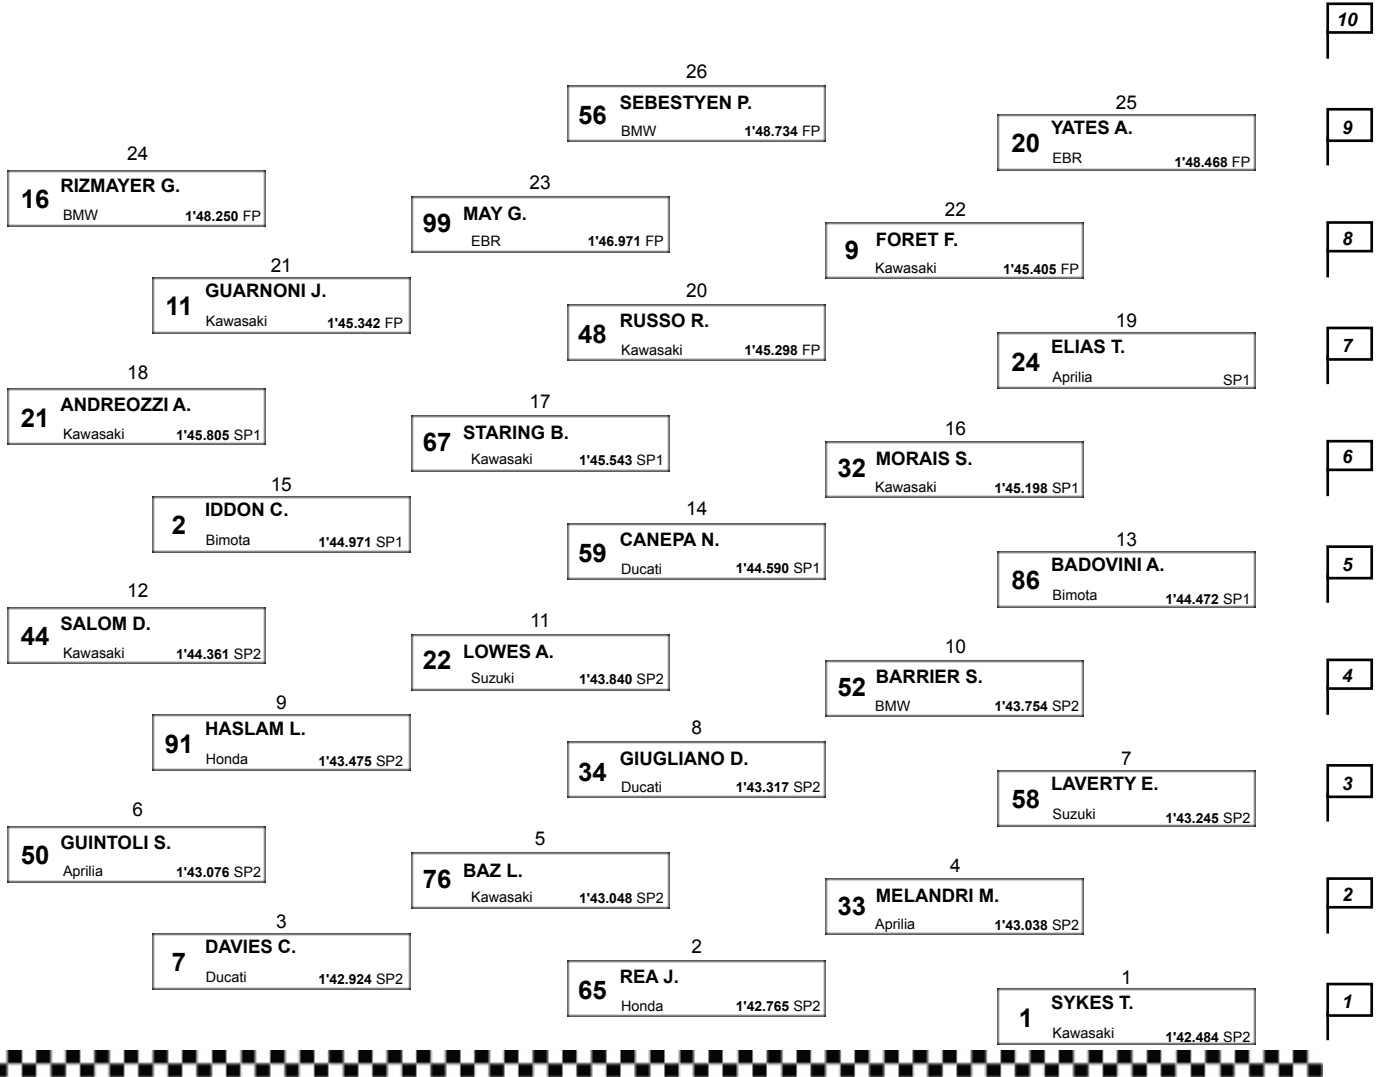 10
26
56 SEBESTYEN P.
BMW 1'48.734 FP
25
20 YATES A.
EBR 1'48.468 FP
9
24
16 RIZMAYER G.
BMW 1'48.250 FP
23
99 MAY G.
EBR 1'46.971 FP
22
9 FORET F.
Kawasaki 1'45.405 FP
8
21
11 GUARNONI J.
Kawasaki 1'45.342 FP
20
48 RUSSO R.
Kawasaki 1'45.298 FP
19
24 ELIAS T.
Aprilia SP1
7
18
21 ANDREOZZI A.
Kawasaki 1'45.805 SP1
17
67 STARING B.
Kawasaki 1'45.543 SP1
16
32 MORAIS S.
Kawasaki 1'45.198 SP1
6
15
2 IDDON C.
Bimota 1'44.971 SP1
14
59 CANEPA N.
Ducati 1'44.590 SP1
13
86 BADOVINI A.
Bimota 1'44.472 SP1
5
12
44 SALOM D.
Kawasaki 1'44.361 SP2
11
22 LOWES A.
Suzuki 1'43.840 SP2
10
52 BARRIER S.
BMW 1'43.754 SP2
4
9
91 HASLAM L.
Honda 1'43.475 SP2
8
34 GIUGLIANO D.
Ducati 1'43.317 SP2
7
58 LAVERTY E.
Suzuki 1'43.245 SP2
3
6
50 GUINTOLI S.
Aprilia 1'43.076 SP2
5
76 BAZ L.
Kawasaki 1'43.048 SP2
4
33 MELANDRI M.
Aprilia 1'43.038 SP2
2
3
7 DAVIES C.
Ducati 1'42.924 SP2
2
65 REA J.
Honda 1'42.765 SP2
1
1 SYKES T.
Kawasaki 1'42.484 SP2
1